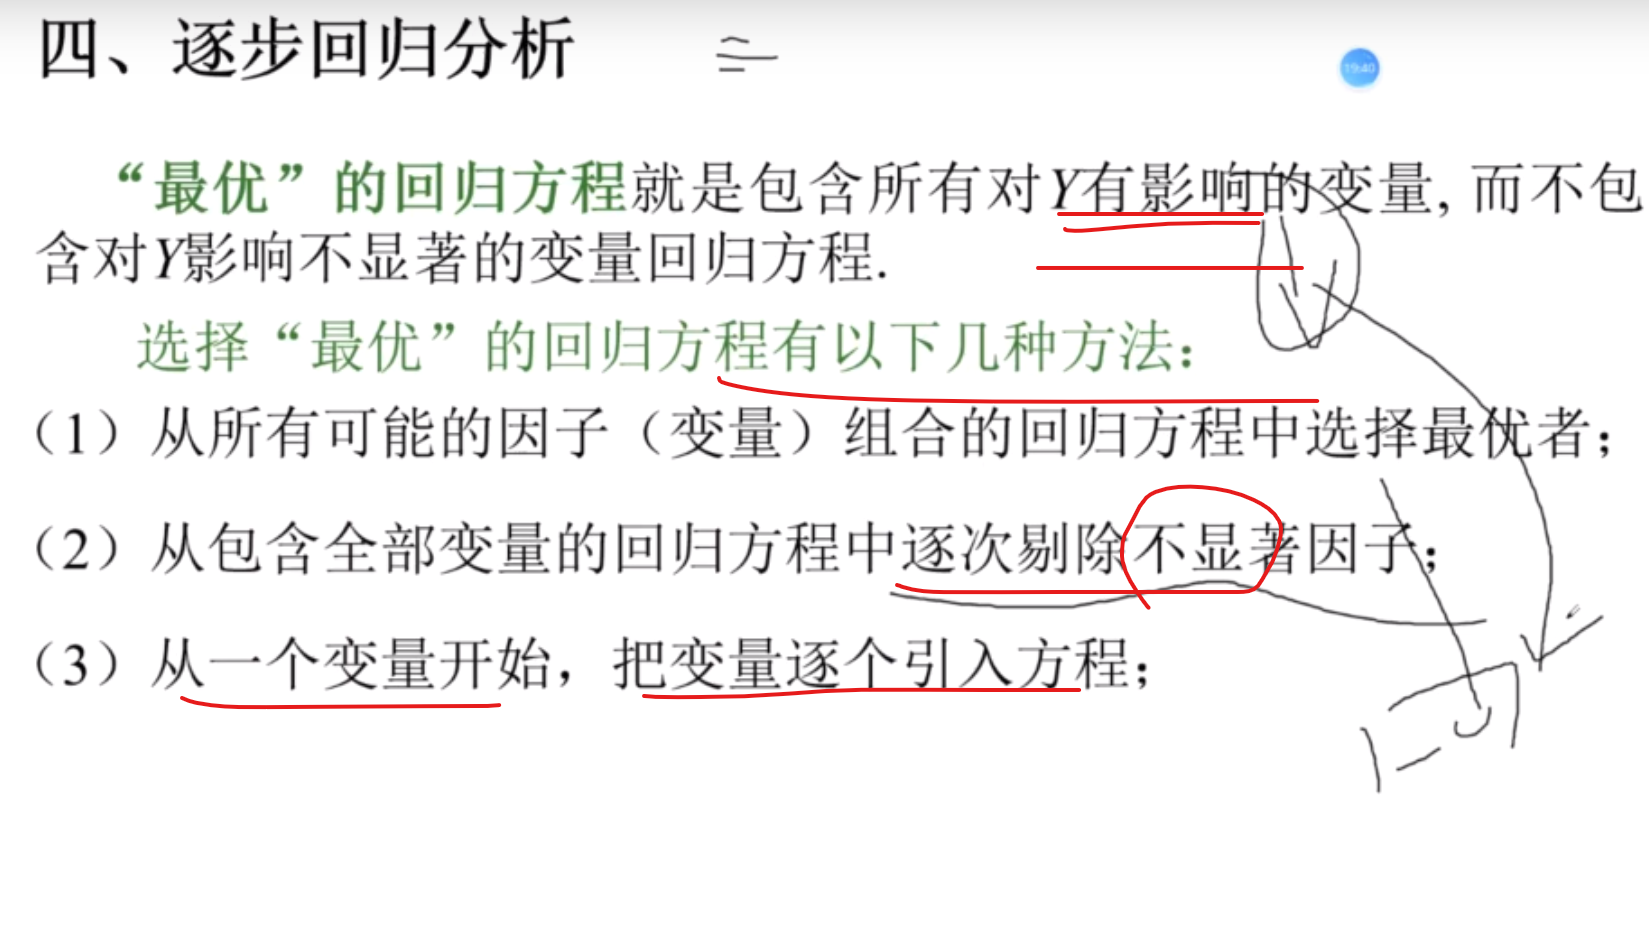 四、逐步回归分析
19:40
“最优”的回归方程就是包含所有对Y有影响的变量, 而不包
含对Y影响不显著的变量回归方程.
选择“最优”的回归方程有以下几种方法：
（1）从所有可能的因子（变量）组合的回归方程中选择最优者；
（2）从包含全部变量的回归方程中逐次剔除不显著因子；
（3）从一个变量开始，把变量逐个引入方程；